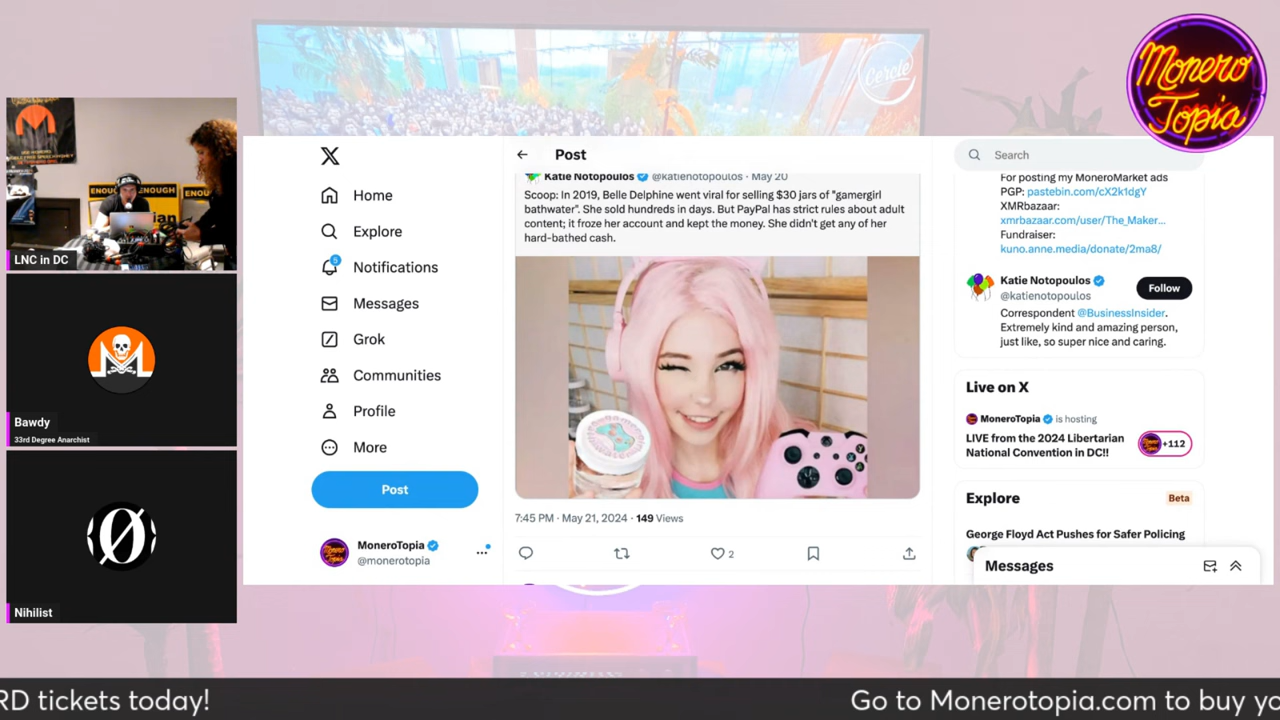 Monero
Topia
Cercle
ENOUGH
ENOUGH
LNC in DC
Bawdy
33rd Degree Anarchist
Nihilist
X
Home
Explore
5
Notifications
Messages
Grok
Communities
Profile
More
Post
MoneroTopia
@monerotopia
Post
Katie Notopoulos @katienotopoulos · May 20
Scoop: In 2019, Belle Delphine went viral for selling $30 jars of "gamergirl
bathwater". She sold hundreds in days. But PayPal has strict rules about adult
content; it froze her account and kept the money. She didn't get any of her
hard-bathed cash.
7:45 PM · May 21, 2024 · 149 Views
2
Search
For posting my MoneroMarket ads
PGP: pastebin.com/cX2k1dgY
XMRbazaar:
xmrbazaar.com/user/The_Maker...
Fundraiser:
kuno.anne.media/donate/2ma8/
Katie Notopoulos
@katienotopoulos
Follow
Correspondent @BusinessInsider.
Extremely kind and amazing person,
just like, so super nice and caring.
Live on X
MoneroTopia is hosting
LIVE from the 2024 Libertarian
National Convention in DC!!
+112
Explore
Beta
George Floyd Act Pushes for Safer Policing
Messages
RD tickets today!
Go to Monerotopia.com to buy yo